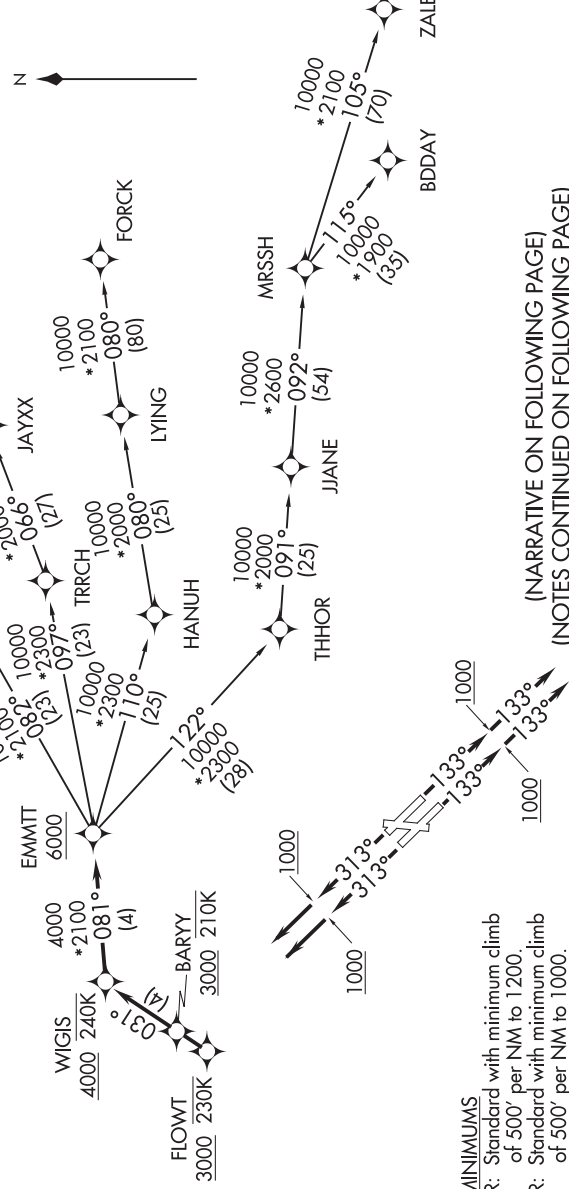 N
ZALE
10000
*2100
105°
(70)
BDDAY
115°
10000
*1900
(35)
FORCK
MRSSH
10000
*2100
080°
(80)
JAYXX
066°
(27)
LYING
10000
*2600
092°
(54)
10000
*2000
080°
(25)
JJANE
TRRCH
10000
*2300
097°
(23)
HANUH
10000
*2000
091°
(25)
THHOR
082°
(23)
*2100
10000
*2300
110°
(25)
122°
10000
*2300
(28)
EMMTT
6000
4000
*2100
081°
(4)
WIGIS
4000 240K
BARYY
3000 210K
031°
(4)
FLOWT
3000 230K
1000
1000
313°
313°
133°
133°
1000
1000
133°
133°
(NARRATIVE ON FOLLOWING PAGE)
(NOTES CONTINUED ON FOLLOWING PAGE)
MINIMUMS
R: Standard with minimum climb
of 500' per NM to 1200.
R: Standard with minimum climb
of 500' per NM to 1000.